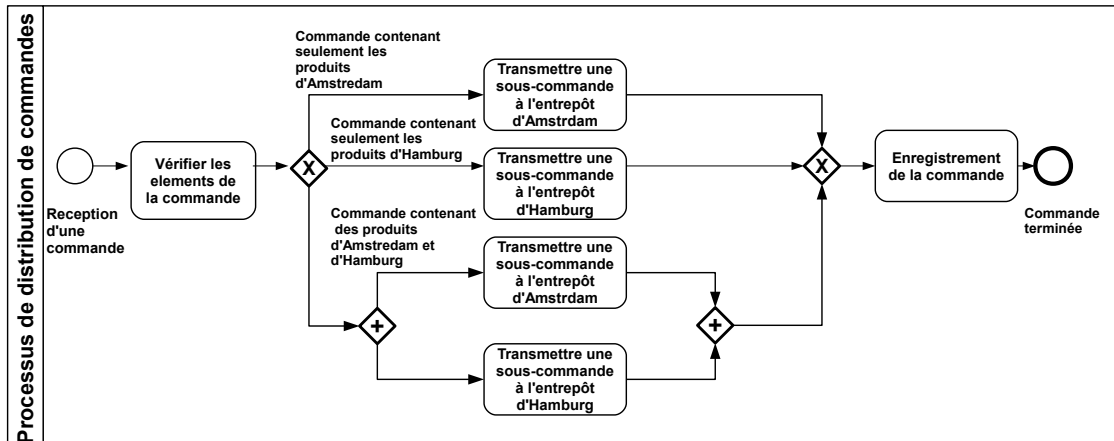 Processus de distribution de commandes
Reception
d'une
commande
Vérifier les
elements de
la commande
X
Commande contenant
seulement les
produits
d'Amstredam
Transmettre une
sous-commande
à l'entrepôt
d'Amstrdam
Commande contenant
seulement les
produits d'Hamburg
Transmettre une
sous-commande
à l'entrepôt
d'Hamburg
Commande contenant
des produits
d'Amstredam et
d'Hamburg
+
Transmettre une
sous-commande
à l'entrepôt
d'Amstrdam
Transmettre une
sous-commande
à l'entrepôt
d'Hamburg
+
X
Enregistrement
de la commande
Commande
terminée